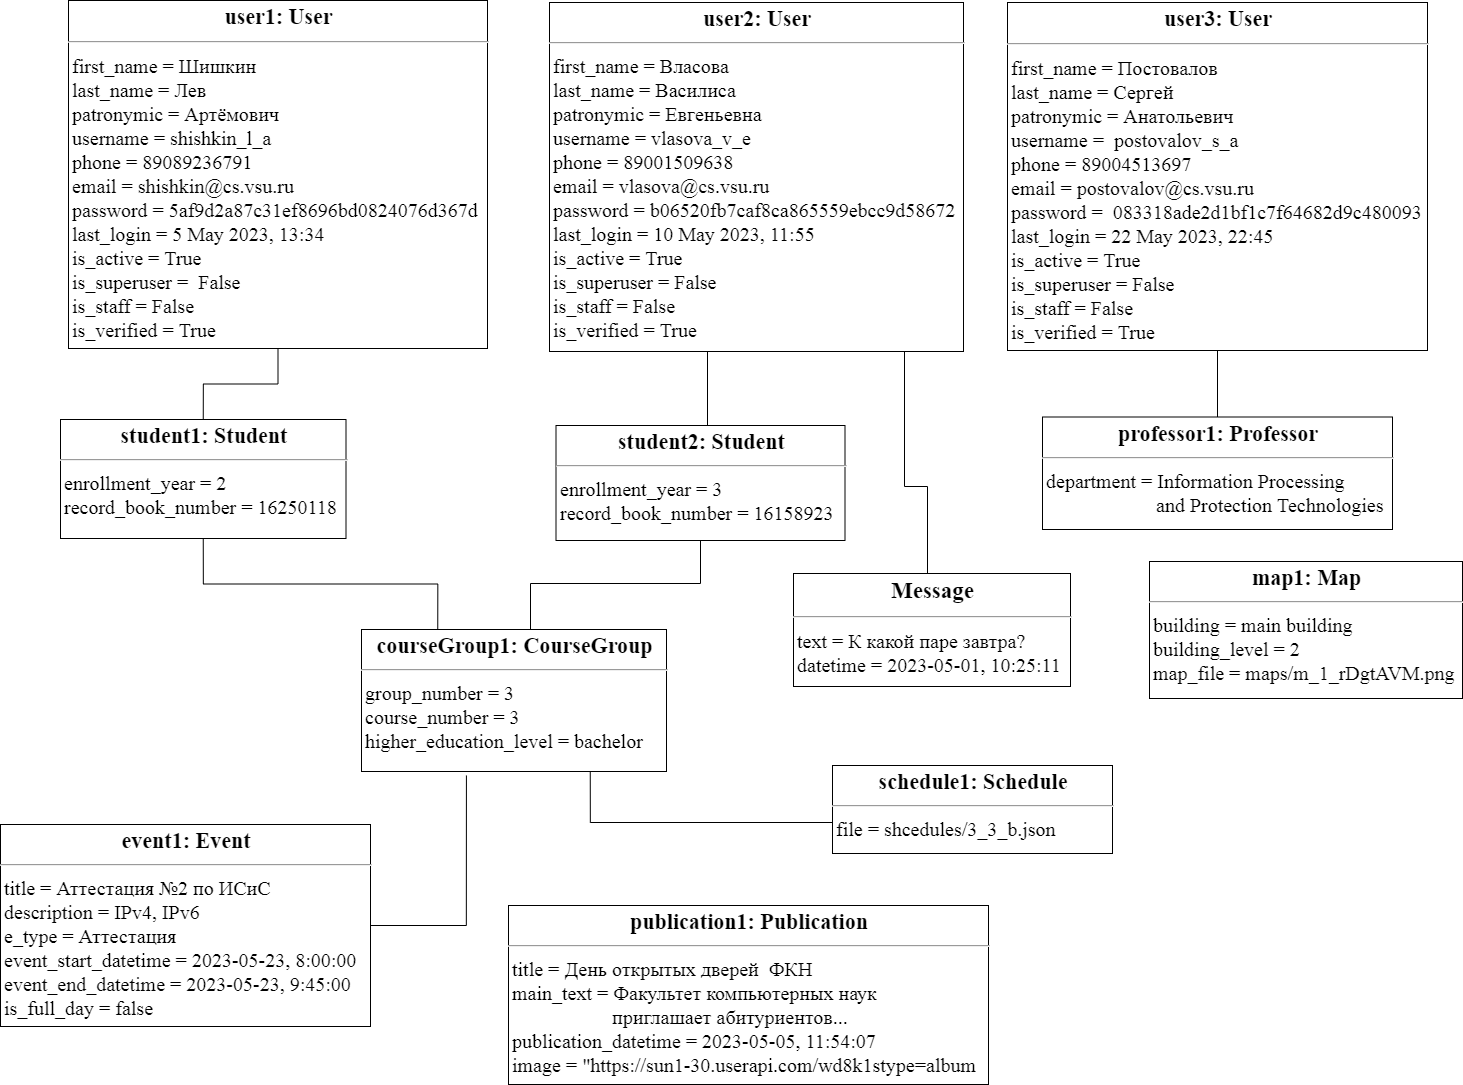 user1: User
first_name = Шишкин
last_name = Лев
patronymic = Артёмович
username = shishkin_l_a
phone = 89089236791
email = shishkin@cs.vsu.ru
password = 5af9d2a87c31ef8696bd0824076d367d
last_login = 5 May 2023, 13:34
is_active = True
is_superuser =  False
is_staff = False
is_verified = True
user2: User
first_name = Власова
last_name = Василиса
patronymic = Евгеньевна
username = vlasova_v_e
phone = 89001509638
email = vlasova@cs.vsu.ru
password = b06520fb7caf8ca865559ebcc9d58672
last_login = 10 May 2023, 11:55
is_active = True
is_superuser = False
is_staff = False
is_verified = True
user3: User
first_name = Постовалов
last_name = Сергей
patronymic = Анатольевич
username =  postovalov_s_a
phone = 89004513697
email = postovalov@cs.vsu.ru
password =  083318ade2d1bf1c7f64682d9c480093
last_login = 22 May 2023, 22:45
is_active = True
is_superuser = False
is_staff = False
is_verified = True
student1: Student
enrollment_year = 2
record_book_number = 16250118
student2: Student
enrollment_year = 3
record_book_number = 16158923
professor1: Professor
department = Information Processing
and Protection Technologies
Message
text = К какой паре завтра?
datetime = 2023-05-01, 10:25:11
map1: Map
building = main building
building_level = 2
map_file = maps/m_1_rDgtAVM.png
courseGroup1: CourseGroup
group_number = 3
course_number = 3
higher_education_level = bachelor
schedule1: Schedule
file = shcedules/3_3_b.json
event1: Event
title = Аттестация №2 по ИСиС
description = IPv4, IPv6
e_type = Аттестация
event_start_datetime = 2023-05-23, 8:00:00
event_end_datetime = 2023-05-23, 9:45:00
is_full_day = false
publication1: Publication
title = День открытых дверей  ФКН
main_text = Факультет компьютерных наук
приглашает абитуриентов...
publication_datetime = 2023-05-05, 11:54:07
image = "https://sun1-30.userapi.com/wd8k1stype=album